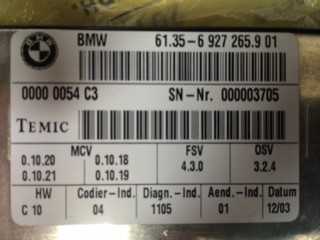 BMW 61.35-6 927 265.9 01
0000 0054 C3 SN-Nr. 000003705
TEMIC
MCV FSV OSV
0.10.20 0.10.18 4.3.0 3.2.4
0.10.21 0.10.19
HW Codier-Ind. Diagn.-Ind. Aend.-Ind. Datum
C 10 04 1105 01 12/03